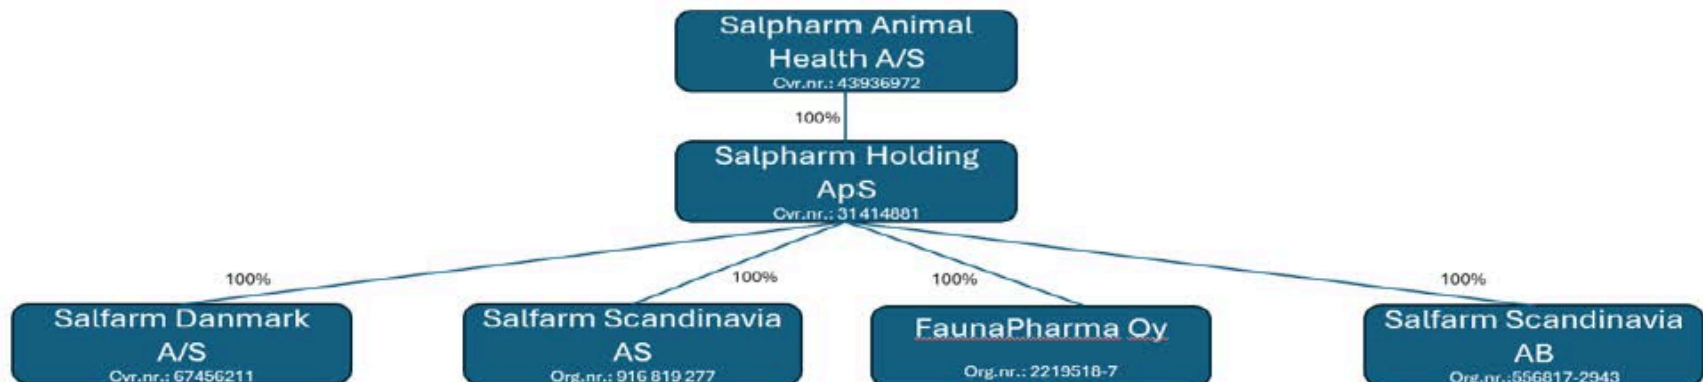 Salpharm Animal
Health A/S
Cvr.nr.: 43936972
100%
Salpharm Holding
ApS
Cvr.nr.: 31414881
100%
100%
100%
100%
Salfarm Danmark
A/S
Cvr.nr.: 67456211
Salfarm Scandinavia
AS
Org.nr.: 916 819 277
FaunaPharma Oy
Org.nr.: 2219518-7
Salfarm Scandinavia
AB
Org.nr.:556817-2943